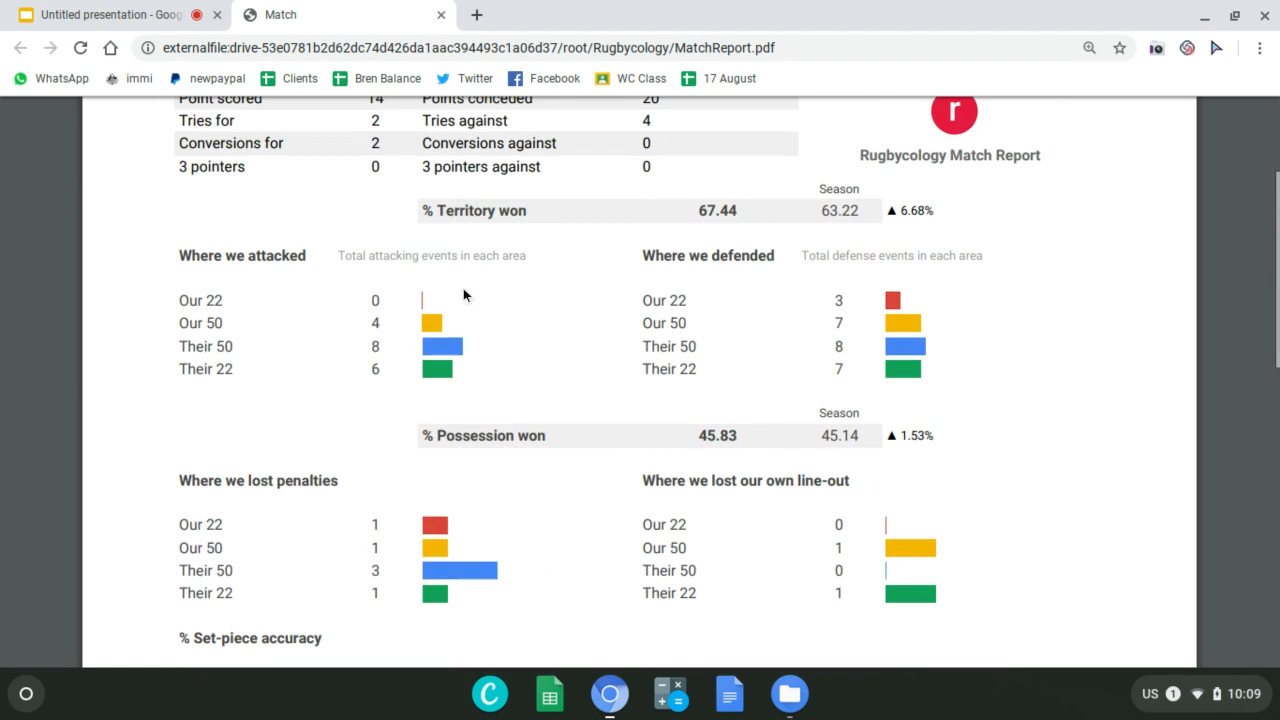 Untitled presentation - Goog
Match
externalfile:drive-53e0781b2d62dc74d426da1aac394493c1a06d37/root/Rugbycology/MatchReport.pdf
WhatsApp immi newpaypal Clients Bren Balance Twitter Facebook WC Class 17 August
Point scored 14 Points conceded 20
Tries for 2 Tries against 4
Conversions for 2 Conversions against 0
3 pointers 0 3 pointers against 0
r
Rugbycology Match Report
Season
% Territory won 67.44 63.22 ▲ 6.68%
Where we attacked Total attacking events in each area
Our 22 0
Our 50 4
Their 50 8
Their 22 6
Where we defended Total defense events in each area
Our 22 3
Our 50 7
Their 50 8
Their 22 7
Season
% Possession won 45.83 45.14 ▲ 1.53%
Where we lost penalties
Our 22 1
Our 50 1
Their 50 3
Their 22 1
Where we lost our own line-out
Our 22 0
Our 50 1
Their 50 0
Their 22 1
% Set-piece accuracy
US 1 10:09